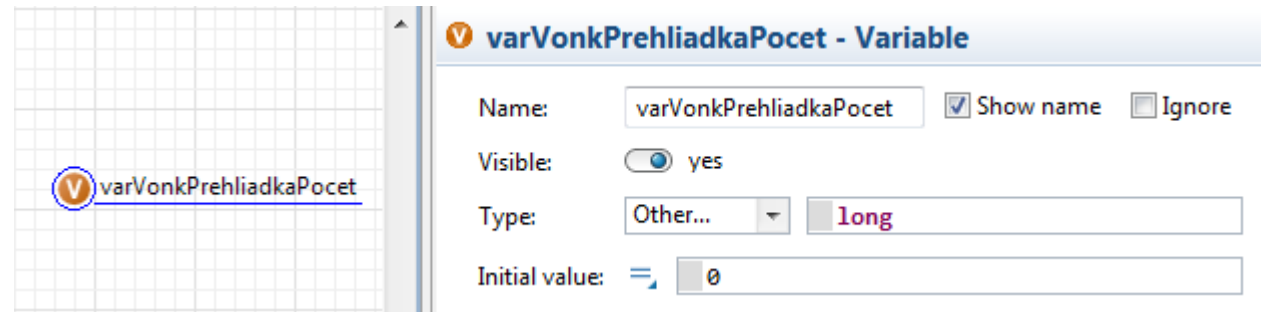 V varVonkPrehliadkaPocet
V varVonkPrehliadkaPocet - Variable
Name: varVonkPrehliadkaPocet Show name Ignore
Visible: yes
Type: Other... long
Initial value: 0